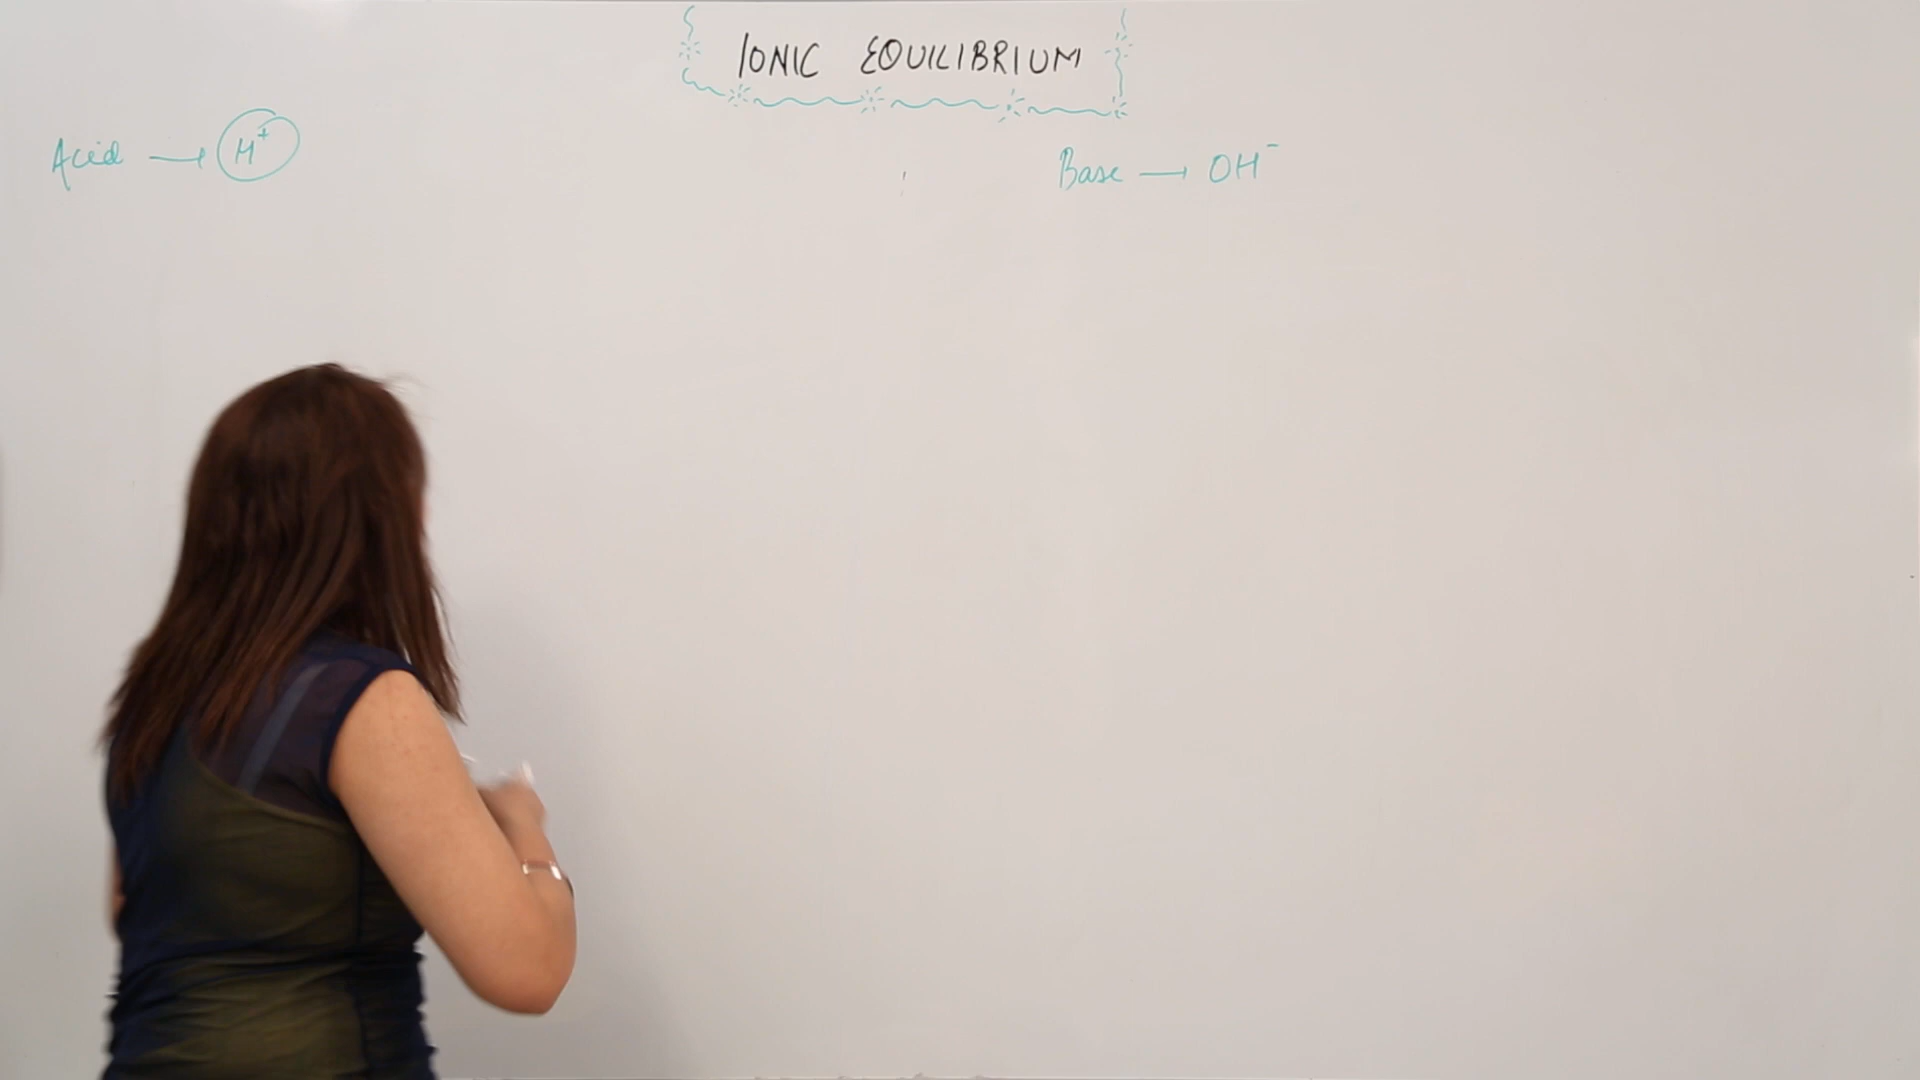 IONIC EQUILIBRIUM
Acid → H⁺
Base → OH⁻